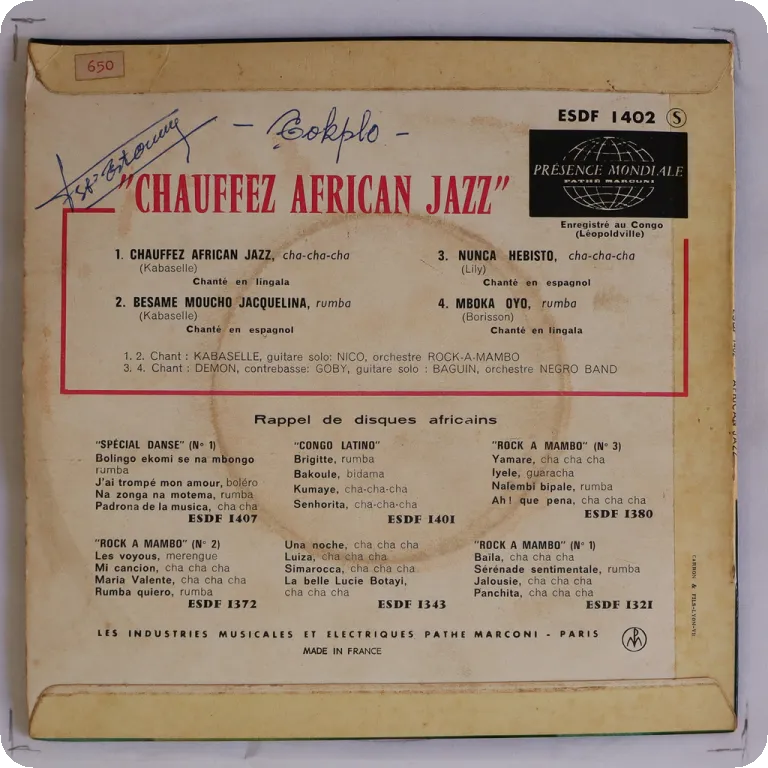 650
Gokplo
ESDF 1402 S
PRÉSENCE MONDIALE
PATHÉ MARCONI
"CHAUFFEZ AFRICAN JAZZ"
Enregistré au Congo
(Léopoldville)
1. CHAUFFEZ AFRICAN JAZZ, cha-cha-cha
(Kabaselle)
Chanté en lingala
2. BESAME MOUCHO JACQUELINA, rumba
(Kabaselle)
Chanté en espagnol
3. NUNCA HEBISTO, cha-cha-cha
(Lily)
Chanté en espagnol
4. MBOKA OYO, rumba
(Borisson)
Chanté en lingala
1. 2. Chant : KABASELLE, guitare solo: NICO, orchestre ROCK-A-MAMBO
3. 4. Chant : DEMON, contrebasse: GOBY, guitare solo : BAGUIN, orchestre NEGRO BAND
Rappel de disques africains
"SPÉCIAL DANSE" (N° 1)
Bolingo ekomi se na mbongo
rumba
J'ai trompé mon amour, boléro
Na zonga na motema, rumba
Padrona de la musica, cha cha
ESDF 1407
"CONGO LATINO"
Brigitte, rumba
Bakoule, bidama
Kumaye, cha-cha-cha
Senhorita, cha-cha-cha
ESDF 1401
"ROCK A MAMBO" (N° 3)
Yamare, cha cha cha
Iyele, guaracha
Nalembi bipale, rumba
Ah ! que pena, cha cha cha
ESDF 1380
"ROCK A MAMBO" (N° 2)
Les voyous, merengue
Mi cancion, cha cha cha
Maria Valente, cha cha cha
Rumba quiero, rumba
ESDF 1372
Una noche, cha cha cha
Luiza, cha cha cha
Simarocca, cha cha cha
La belle Lucie Botayi,
cha cha cha
ESDF 1343
"ROCK A MAMBO" (N° 1)
Baila, cha cha cha
Sérénade sentimentale, rumba
Jalousie, cha cha cha
Panchita, cha cha cha
ESDF 1321
LES INDUSTRIES MUSICALES ET ELECTRIQUES PATHE MARCONI - PARIS
MADE IN FRANCE